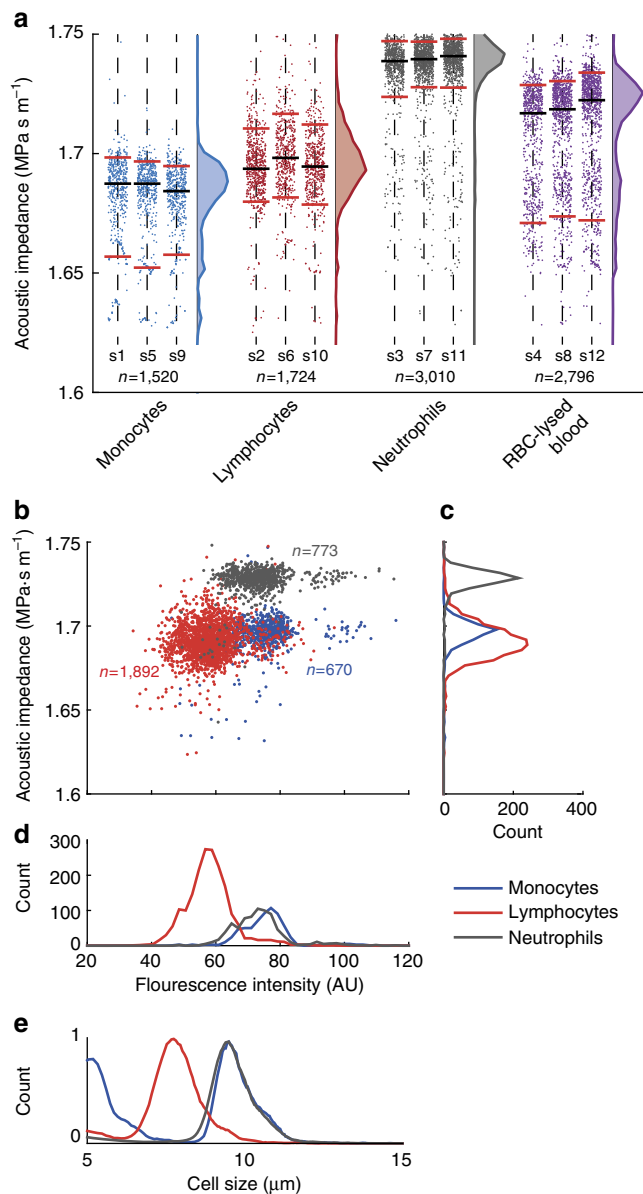 a
1.75
1.7
1.65
1.6
Acoustic impedance (MPa s m⁻¹)
s1 s5 s9 s2 s6 s10 s3 s7 s11 s4 s8 s12
n=1,520 n=1,724 n=3,010 n=2,796
Monocytes
Lymphocytes
Neutrophils
RBC-lysed
blood
b
1.75
1.7
1.65
1.6
Acoustic impedance (MPa·s m⁻¹)
n=773
n=1,892
n=670
c
0 200 400
Count
d
300
200
100
0
Count
20 40 60 80 100 120
Flourescence intensity (AU)
Monocytes
Lymphocytes
Neutrophils
e
1
0
Count
5 10 15
Cell size (μm)